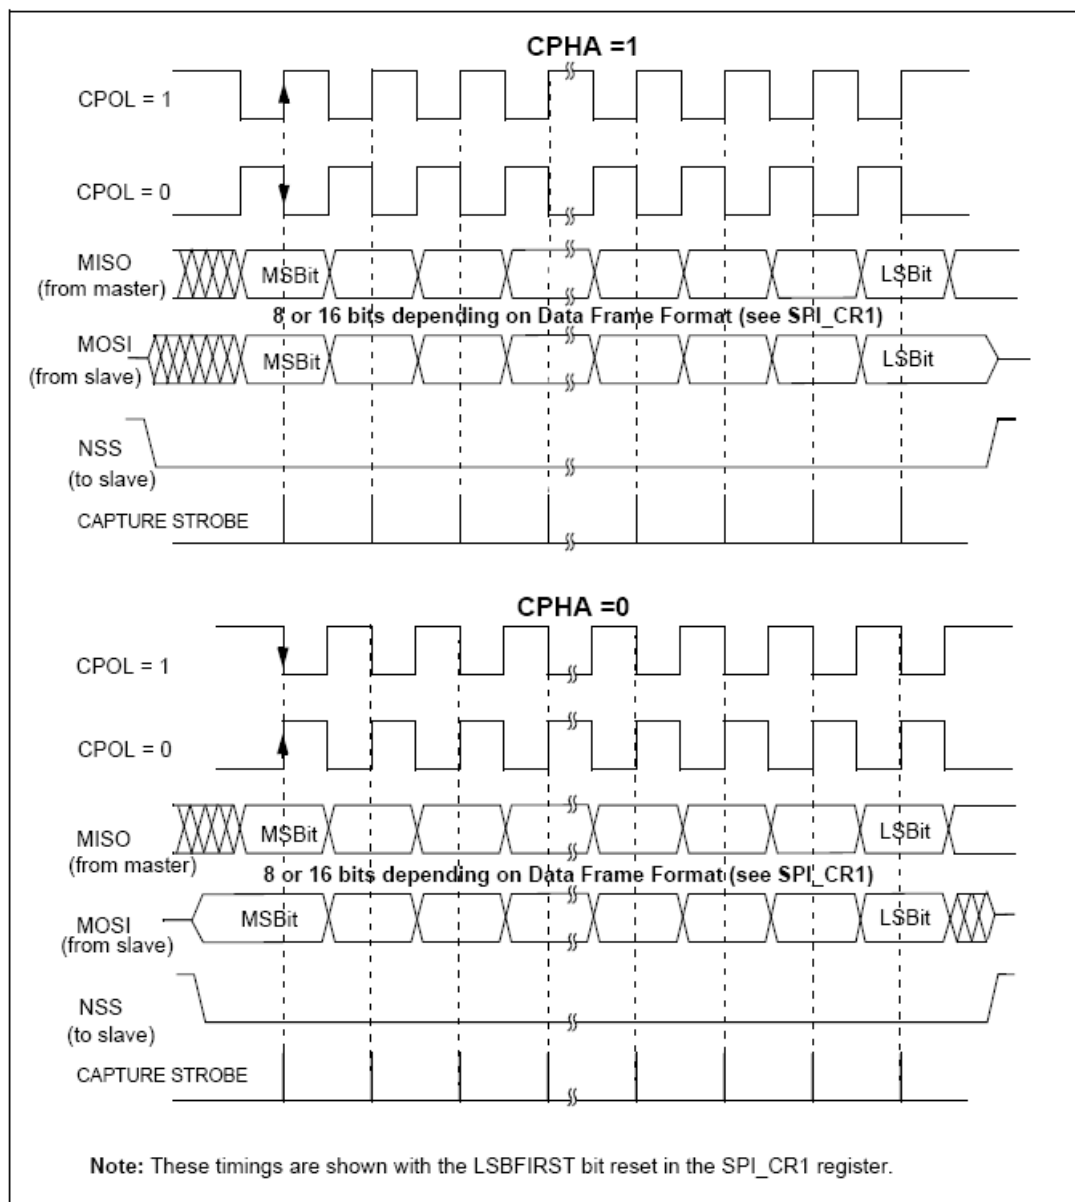 CPHA =1
CPOL = 1
CPOL = 0
MISO
(from master)
MSBit
LSBit
8 or 16 bits depending on Data Frame Format (see SPI_CR1)
MOSI
(from slave)
MSBit
LSBit
NSS
(to slave)
CAPTURE STROBE
CPHA =0
CPOL = 1
CPOL = 0
MISO
(from master)
MSBit
LSBit
8 or 16 bits depending on Data Frame Format (see SPI_CR1)
MOSI
(from slave)
MSBit
LSBit
NSS
(to slave)
CAPTURE STROBE
Note: These timings are shown with the LSBFIRST bit reset in the SPI_CR1 register.